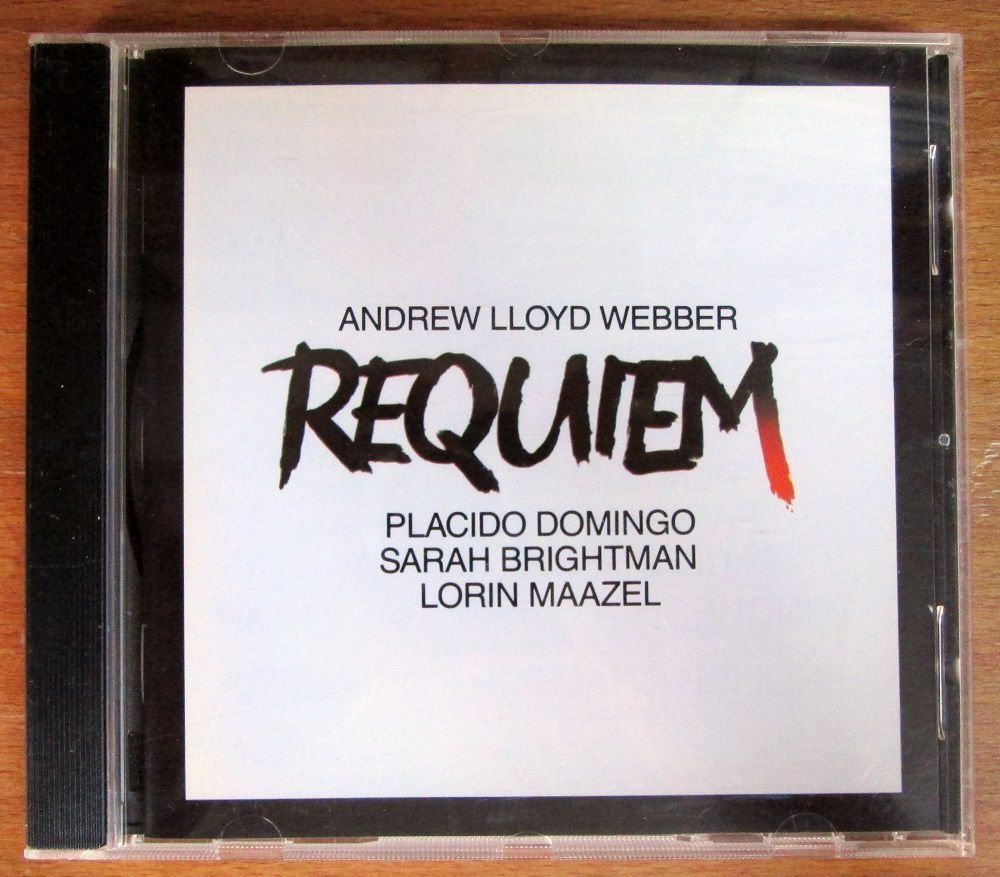 ANDREW LLOYD WEBBER
REQUIEM
PLACIDO DOMINGO
SARAH BRIGHTMAN
LORIN MAAZEL